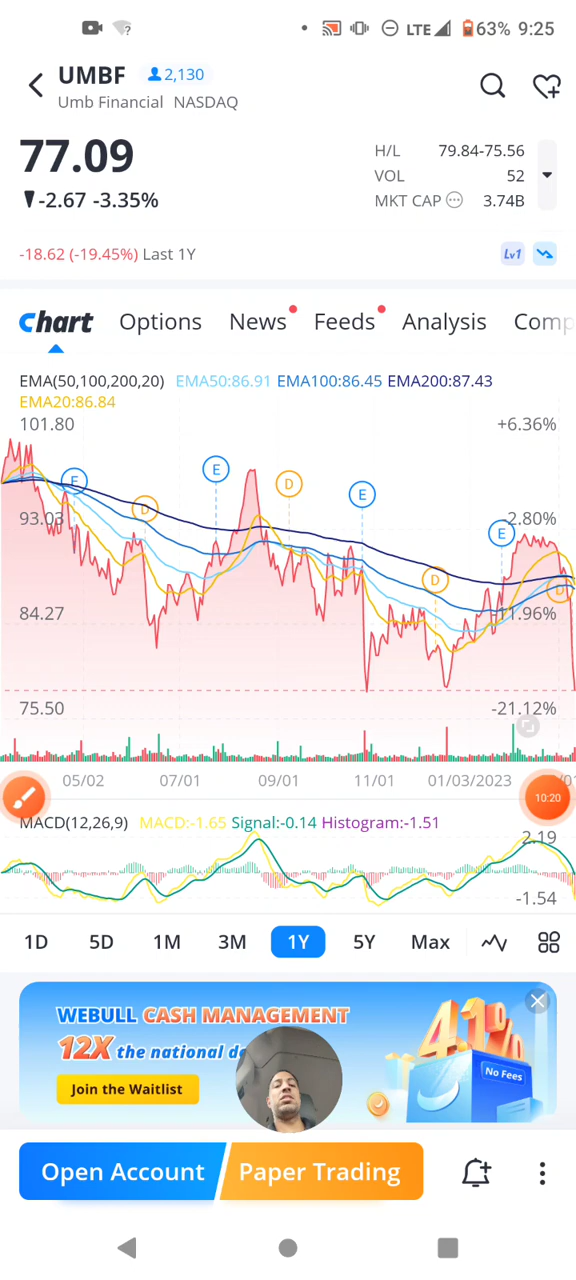 LTE 63% 9:25
UMBF 2,130
Umb Financial NASDAQ
77.09
-2.67 -3.35%
H/L 79.84-75.56
VOL 52
MKT CAP 3.74B
-18.62 (-19.45%) Last 1Y
Lv1
Chart Options News Feeds Analysis Comp
EMA(50,100,200,20) EMA50:86.91 EMA100:86.45 EMA200:87.43
EMA20:86.84
101.80 +6.36%
E E D E D E D D
93.03 -2.80%
84.27 -11.96%
75.50 -21.12%
05/02 07/01 09/01 11/01 01/03/2023
10:20
MACD(12,26,9) MACD:-1.65 Signal:-0.14 Histogram:-1.51
2.19
-1.54
1D 5D 1M 3M 1Y 5Y Max
WEBULL CASH MANAGEMENT
12X the national
Join the Waitlist
4.1%
No Fees
Open Account Paper Trading